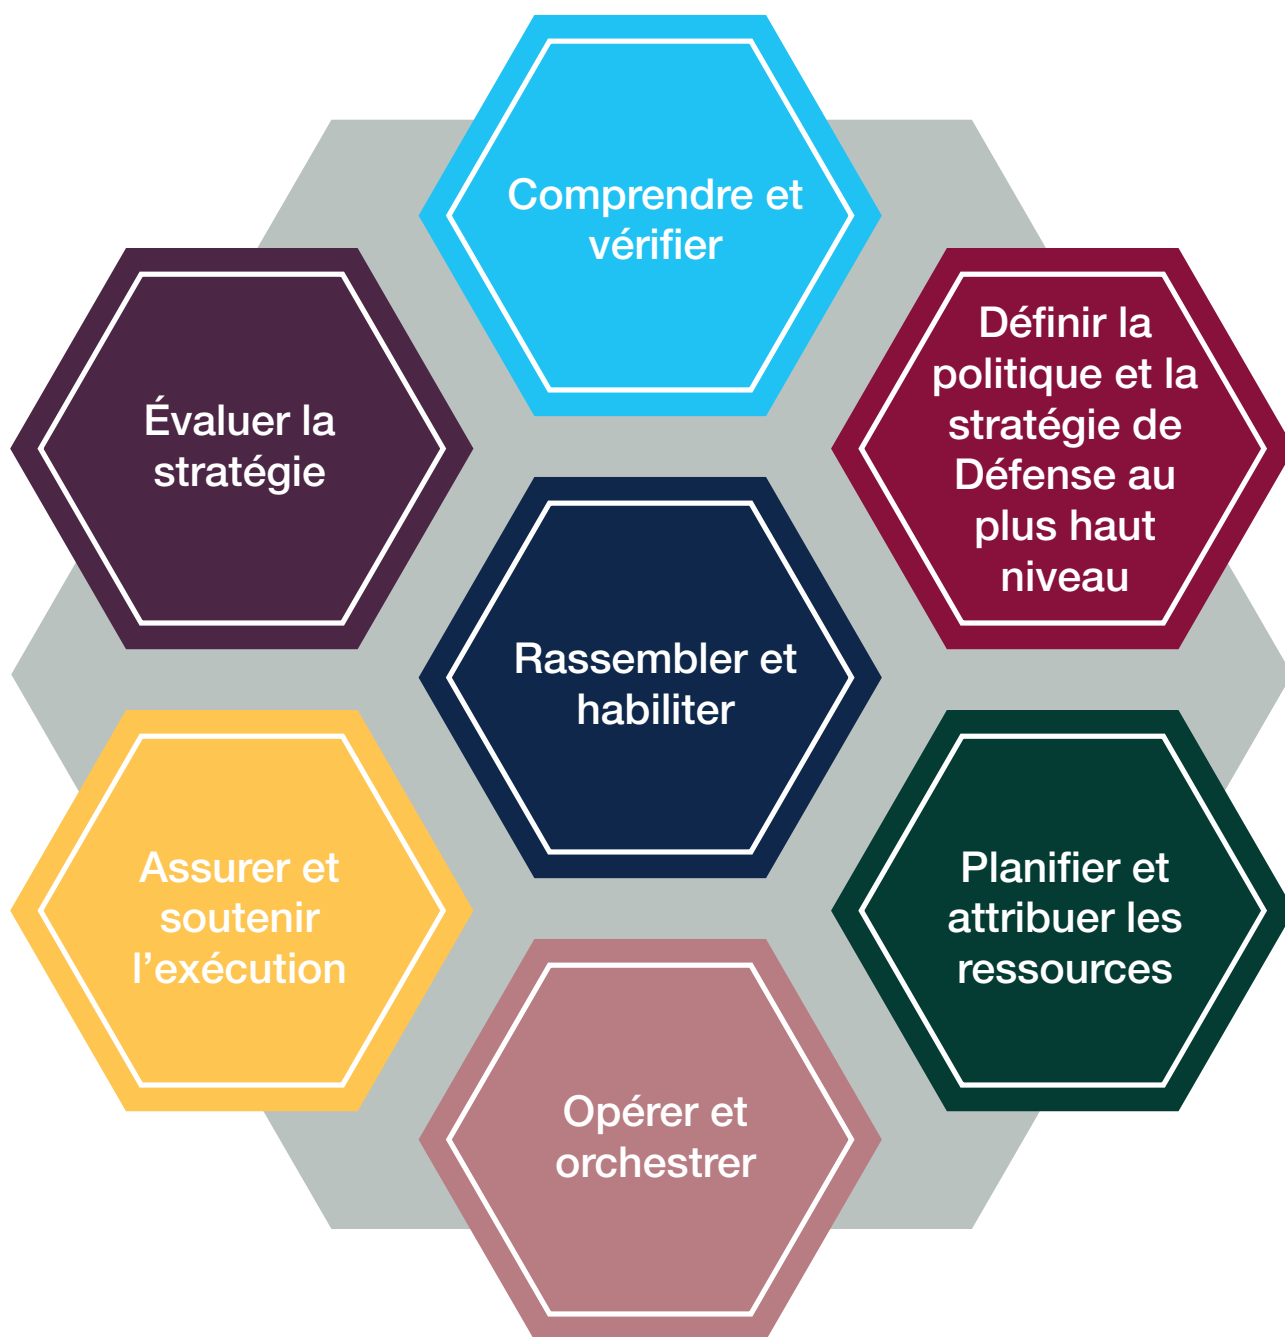 Comprendre et
vérifier
Définir la
politique et la
stratégie de
Défense au
plus haut
niveau
Évaluer la
stratégie
Rassembler et
habiliter
Planifier et
attribuer les
ressources
Assurer et
soutenir
l’exécution
Opérer et
orchestrer